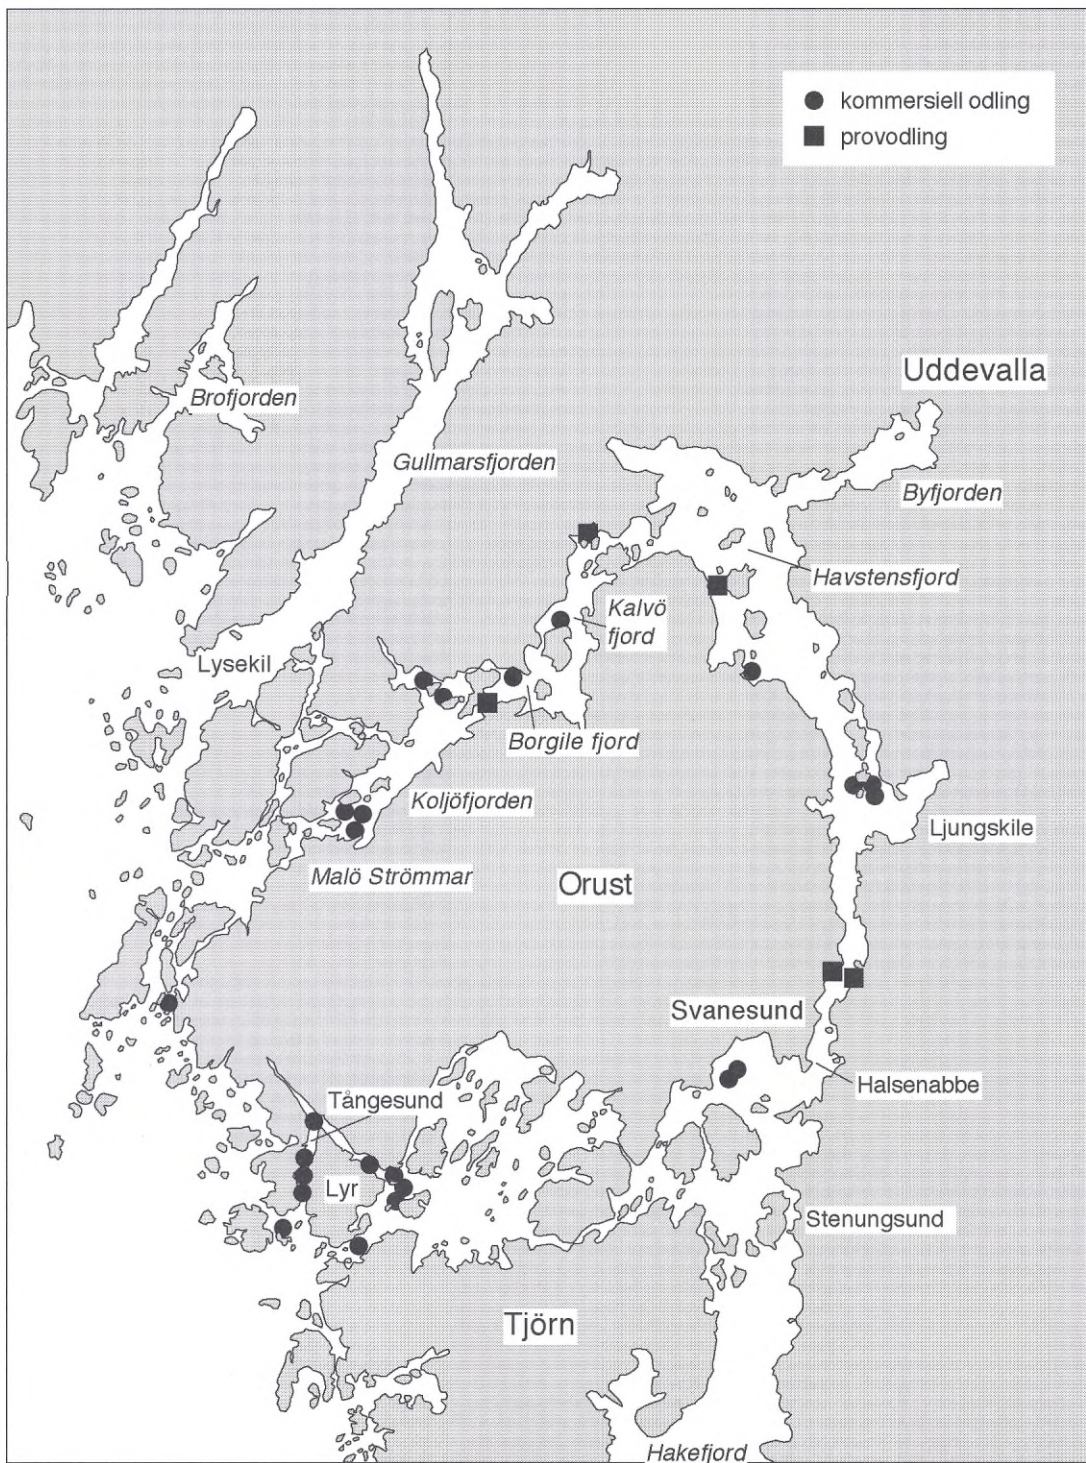 kommersiell odling
provodling
Uddevalla
Brofjorden
Gullmarsfjorden
Byfjorden
Havstensfjord
Kalvö
fjord
Lysekil
Borgile fjord
Koljöfjorden
Ljungskile
Malö Strömmar
Orust
Svanesund
Halsenabbe
Tångesund
Lyr
Stenungsund
Tjörn
Hakefjord